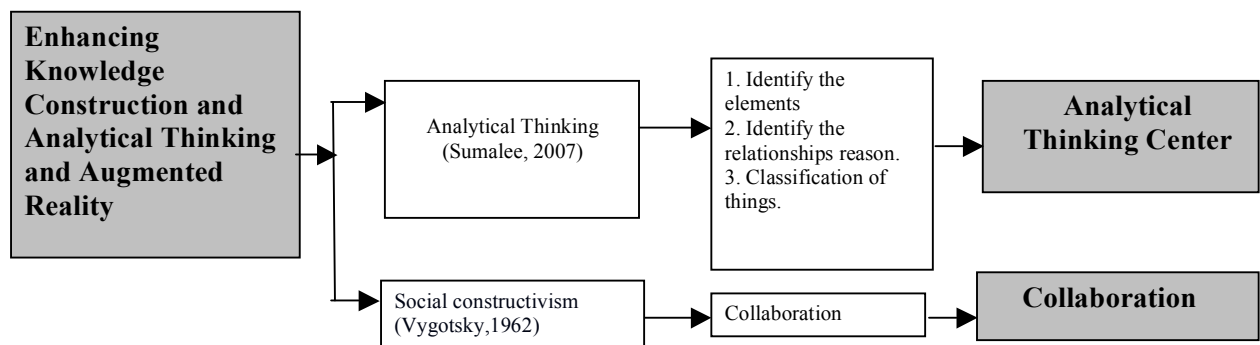 Enhancing
Knowledge
Construction and
Analytical Thinking
and Augmented
Reality
Analytical Thinking
(Sumalee, 2007)
1. Identify the
elements
2. Identify the
relationships reason.
3. Classification of
things.
Analytical
Thinking Center
Social constructivism
(Vygotsky,1962)
Collaboration
Collaboration